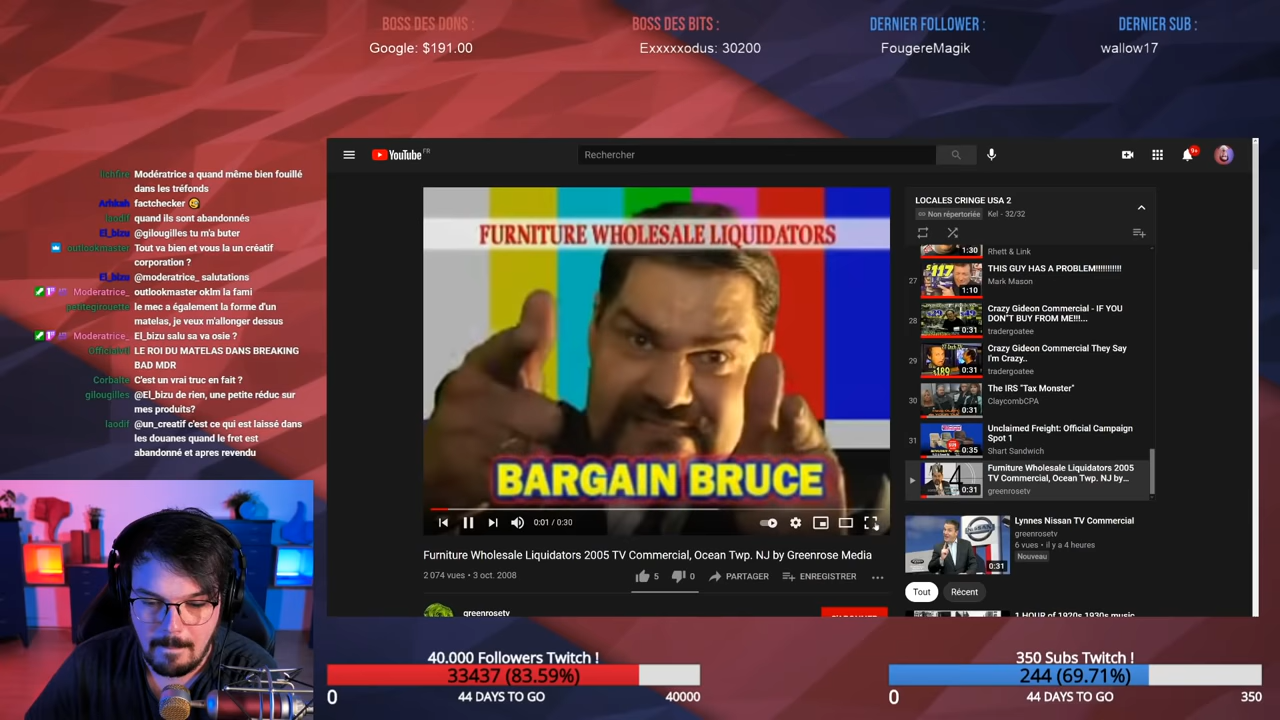 BOSS DES DONS :
Google: $191.00
BOSS DES BITS :
Exxxxxodus: 30200
DERNIER FOLLOWER :
FougereMagik
DERNIER SUB :
wallow17
Modératrice a quand même bien fouillé
dans les tréfonds
Arhkah factchecker
laodif quand ils sont abandonnés
El_bizu @gilougilles tu m'a buter
outlookmaster Tout va bien et vous la un créatif
corporation ?
El_bizu @moderatrice_ salutations
Moderatrice_ outlookmaster oklm la fami
petitegirouette le mec a également la forme d'un
matelas, je veux m'allonger dessus
Moderatrice_ El_bizu salu sa va osie ?
LE ROI DU MATELAS DANS BREAKING
BAD MDR
Corbaite C'est un vrai truc en fait ?
gilougilles @El_bizu de rien, une petite réduc sur
mes produits?
laodif @un_creatif c'est ce qui est laissé dans
les douanes quand le fret est
abandonné et apres revendu
YouTube FR
Rechercher
9+
FURNITURE WHOLESALE LIQUIDATORS
BARGAIN BRUCE
0:01 / 0:30
Furniture Wholesale Liquidators 2005 TV Commercial, Ocean Twp. NJ by Greenrose Media
2 074 vues • 3 oct. 2008
5
0
PARTAGER
ENREGISTRER
greenrosetv
LOCALES CRINGE USA 2
Non répertoriée
Kel - 32/32
1:30
Rhett & Link
27
$117
1:10
THIS GUY HAS A PROBLEM!!!!!!!!!!!
Mark Mason
28
0:31
Crazy Gideon Commercial - IF YOU
DON"T BUY FROM ME!!!...
tradergoatee
29
$189
0:31
Crazy Gideon Commercial They Say
I'm Crazy..
tradergoatee
30
0:31
The IRS "Tax Monster"
ClaycombCPA
31
0:35
Unclaimed Freight: Official Campaign
Spot 1
Shart Sandwich
0:31
Furniture Wholesale Liquidators 2005
TV Commercial, Ocean Twp. NJ by...
greenrosetv
0:31
Lynnes Nissan TV Commercial
greenrosetv
6 vues • il y a 4 heures
Nouveau
Tout
Récent
1 HOUR of 1920s 1930s music
40.000 Followers Twitch !
33437 (83.59%)
0
44 DAYS TO GO
40000
350 Subs Twitch !
244 (69.71%)
0
44 DAYS TO GO
350